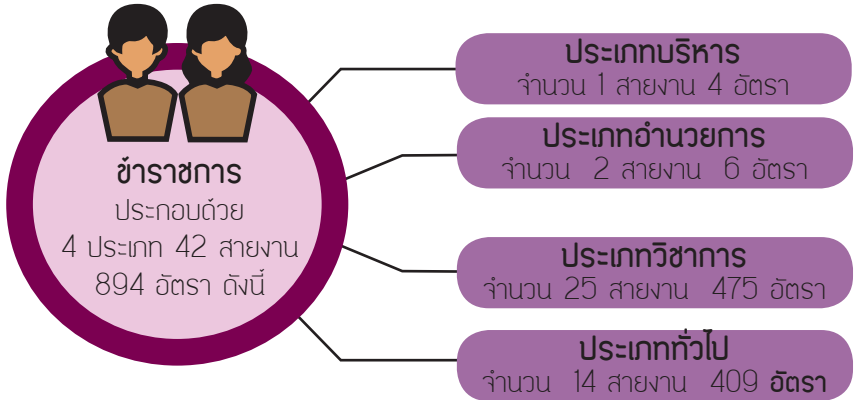 ข้าราชการ
ประกอบด้วย
4 ประเภท 42 สายงาน
894 อัตรา ดังนี้
ประเภทบริหาร
จำนวน 1 สายงาน 4 อัตรา
ประเภทอำนวยการ
จำนวน 2 สายงาน 6 อัตรา
ประเภทวิชาการ
จำนวน 25 สายงาน 475 อัตรา
ประเภททั่วไป
จำนวน 14 สายงาน 409 อัตรา